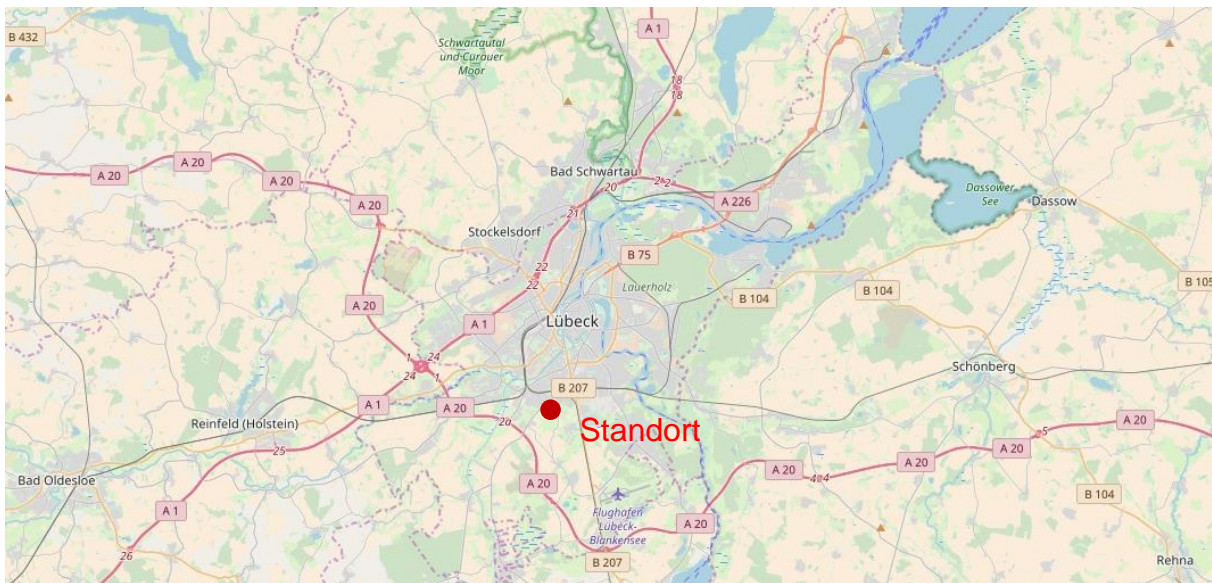 B 432
Schwartautal
und-Curauer
Moor
A 1
18
18
A 20
A 20
A 20
A 20
Bad Schwartau
20
2
2
A 226
Dassower
See
Dassow
Stockelsdorf
21
B 75
22
22
Lauerholz
B 104
B 104
B 105
A 20
A 1
Lübeck
1
24
24
1
B 207
Schönberg
A 1
A 20
2a
Reinfeld (Holstein)
Standort
25
5
A 20
A 20
A 20
4
4
A 20
Bad Oldesloe
A 20
B 104
A 1
Flughafen
Lübeck-
Blankensee
A 20
26
B 207
Rehna